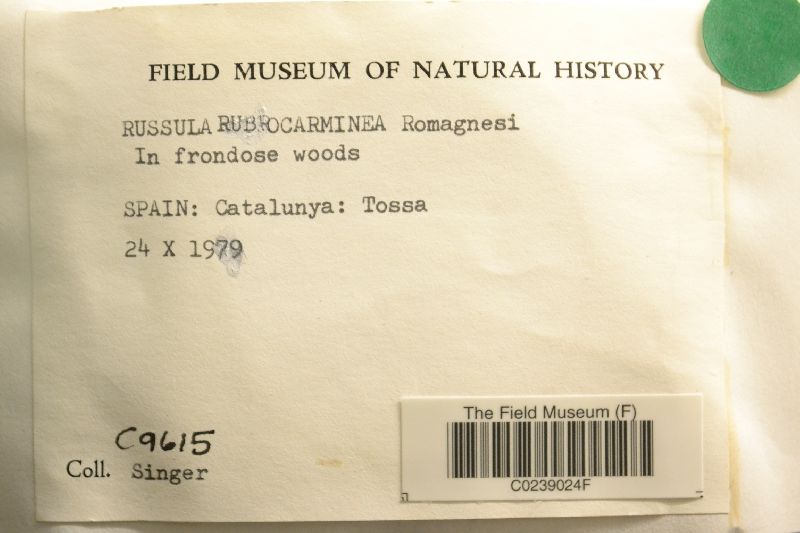 FIELD MUSEUM OF NATURAL HISTORY
RUSSULA RUBROCARMINEA Romagnesi
In frondose woods
SPAIN: Catalunya: Tossa
24 X 1979
C9615
Coll. Singer
The Field Museum (F)
C0239024F